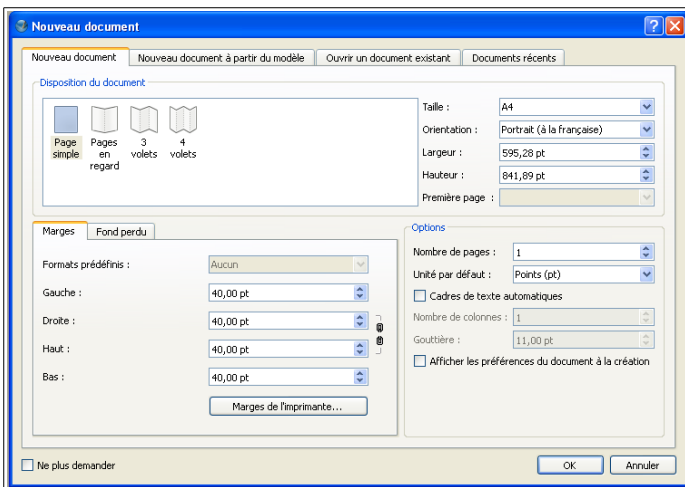 Nouveau document
Nouveau document
Nouveau document à partir du modèle
Ouvrir un document existant
Documents récents
Disposition du document
Page simple
Pages en regard
3 volets
4 volets
Taille : A4
Orientation : Portrait (à la française)
Largeur : 595,28 pt
Hauteur : 841,89 pt
Première page :
Marges
Fond perdu
Formats prédéfinis : Aucun
Gauche : 40,00 pt
Droite : 40,00 pt
Haut : 40,00 pt
Bas : 40,00 pt
Marges de l'imprimante...
Options
Nombre de pages : 1
Unité par défaut : Points (pt)
Cadres de texte automatiques
Nombre de colonnes : 1
Gouttière : 11,00 pt
Afficher les préférences du document à la création
Ne plus demander
OK
Annuler